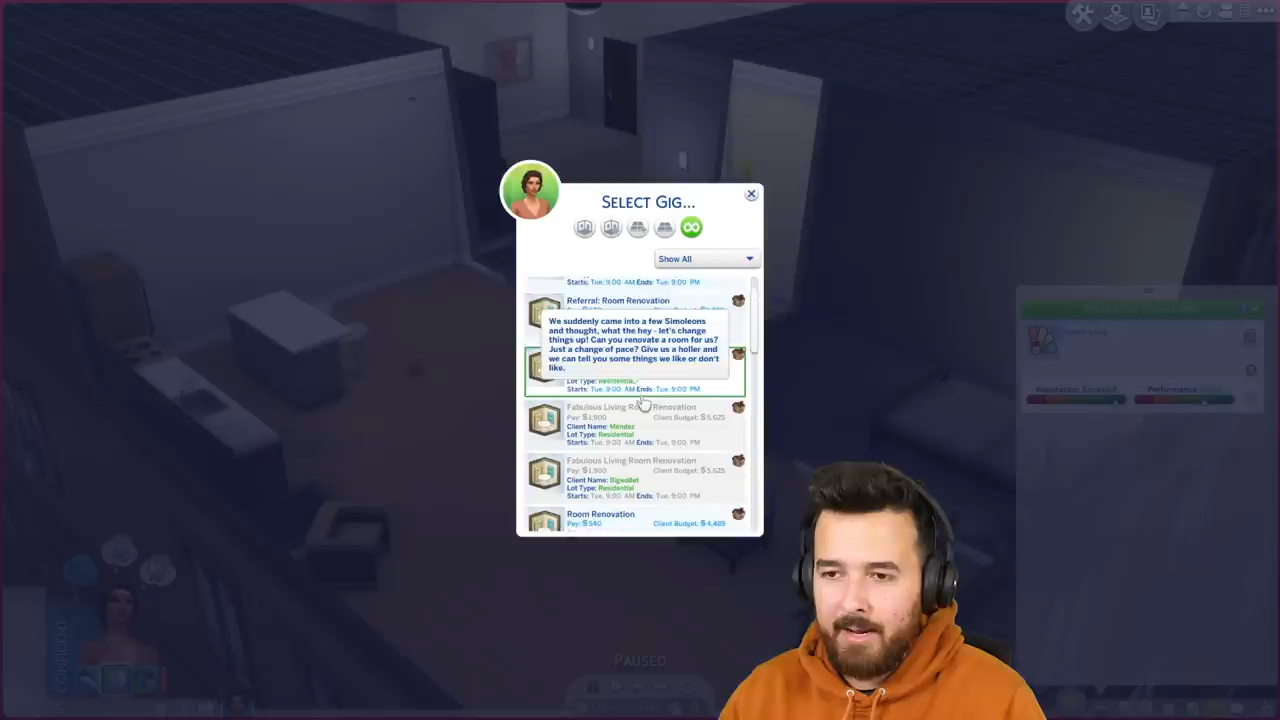 SELECT GIG...
Show All
Starts: Tue. 9:00 AM Ends: Tue. 9:00 PM
Referral: Room Renovation
We suddenly came into a few Simoleons
and thought, what the hey - let's change
things up! Can you renovate a room for us?
Just a change of pace? Give us a holler and
we can tell you some things we like or don't
like.
Lot Type: Residential
Starts: Tue. 9:00 AM Ends: Tue. 9:00 PM
Fabulous Living Room Renovation
Pay: $1,900 Client Budget: $5,625
Client Name: Mendez
Lot Type: Residential
Starts: Tue. 9:00 AM Ends: Tue. 9:00 PM
Fabulous Living Room Renovation
Pay: $1,900 Client Budget: $5,625
Client Name: Bigwallet
Lot Type: Residential
Starts: Tue. 9:00 AM Ends: Tue. 9:00 PM
Room Renovation
Pay: $540 Client Budget: $4,489
Reputation: Excellent Performance:
CONFIDENT
PAUSED